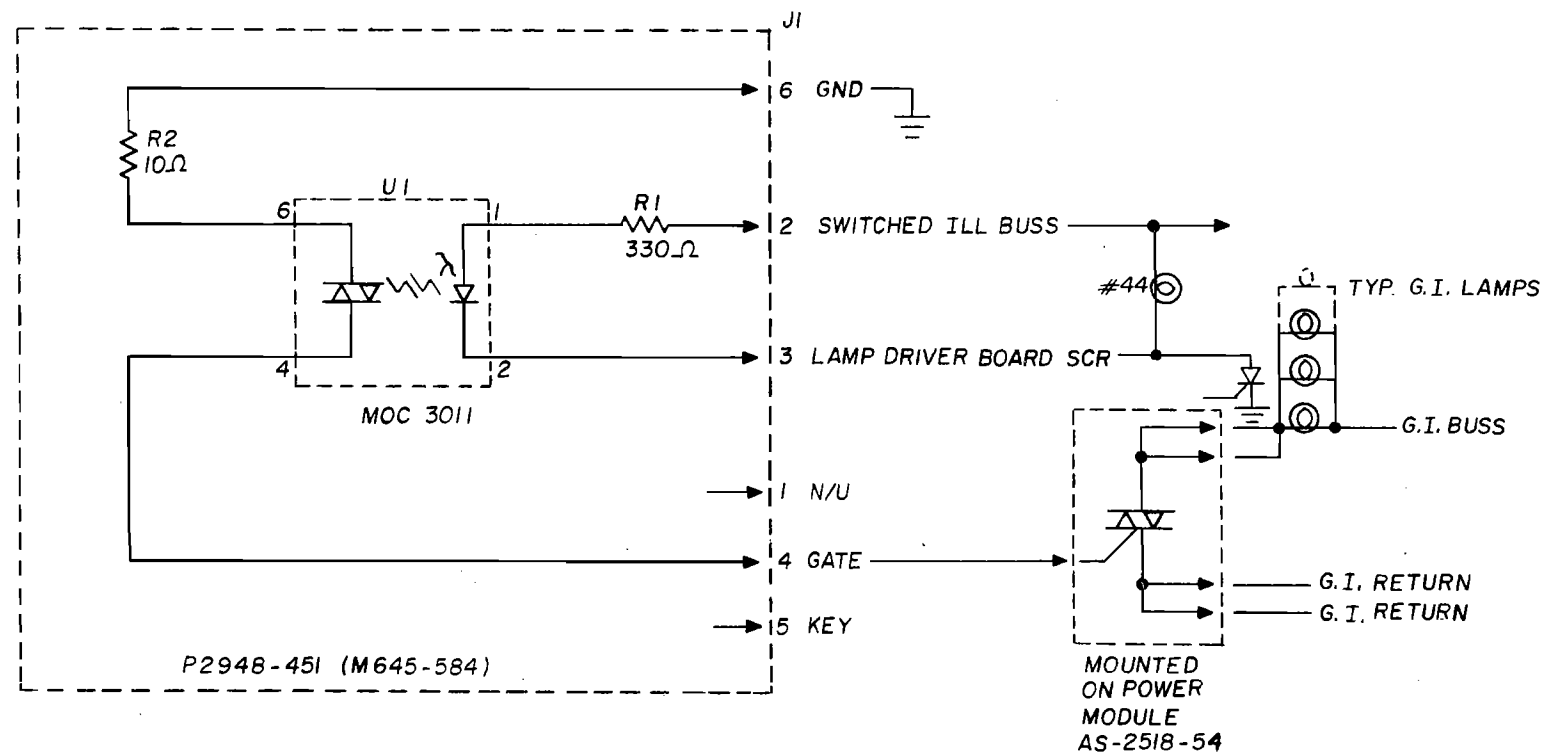 J1
6 GND
R2
10Ω
U1
6
1
R1
330Ω
2 SWITCHED ILL BUSS
λ
#44
TYP. G.I. LAMPS
3 LAMP DRIVER BOARD SCR
4
2
MOC 3011
G.I. BUSS
1 N/U
4 GATE
G.I. RETURN
G.I. RETURN
5 KEY
P2948-451 (M645-584)
MOUNTED
ON POWER
MODULE
AS-2518-54